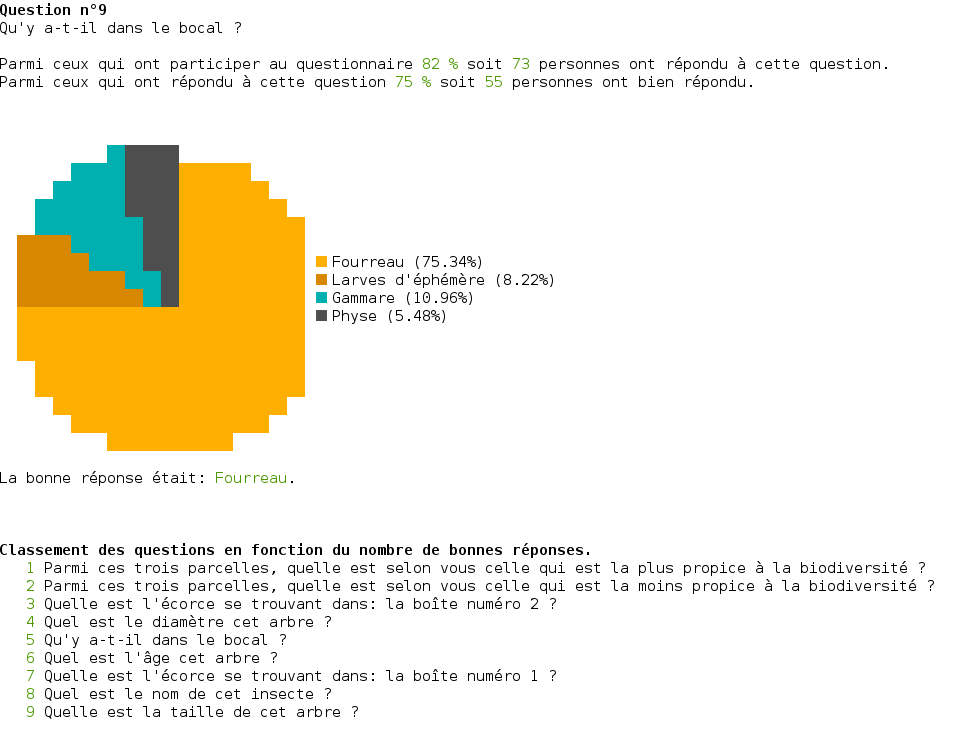 Question n°9
Qu'y a-t-il dans le bocal ?
Parmi ceux qui ont participer au questionnaire 82 % soit 73 personnes ont répondu à cette question.
Parmi ceux qui ont répondu à cette question 75 % soit 55 personnes ont bien répondu.
Fourreau (75.34%)
Larves d'éphémère (8.22%)
Gammare (10.96%)
Physe (5.48%)
La bonne réponse était: Fourreau.
Classement des questions en fonction du nombre de bonnes réponses.
1 Parmi ces trois parcelles, quelle est selon vous celle qui est la plus propice à la biodiversité ?
2 Parmi ces trois parcelles, quelle est selon vous celle qui est la moins propice à la biodiversité ?
3 Quelle est l'écorce se trouvant dans: la boîte numéro 2 ?
4 Quel est le diamètre cet arbre ?
5 Qu'y a-t-il dans le bocal ?
6 Quel est l'âge cet arbre ?
7 Quelle est l'écorce se trouvant dans: la boîte numéro 1 ?
8 Quel est le nom de cet insecte ?
9 Quelle est la taille de cet arbre ?